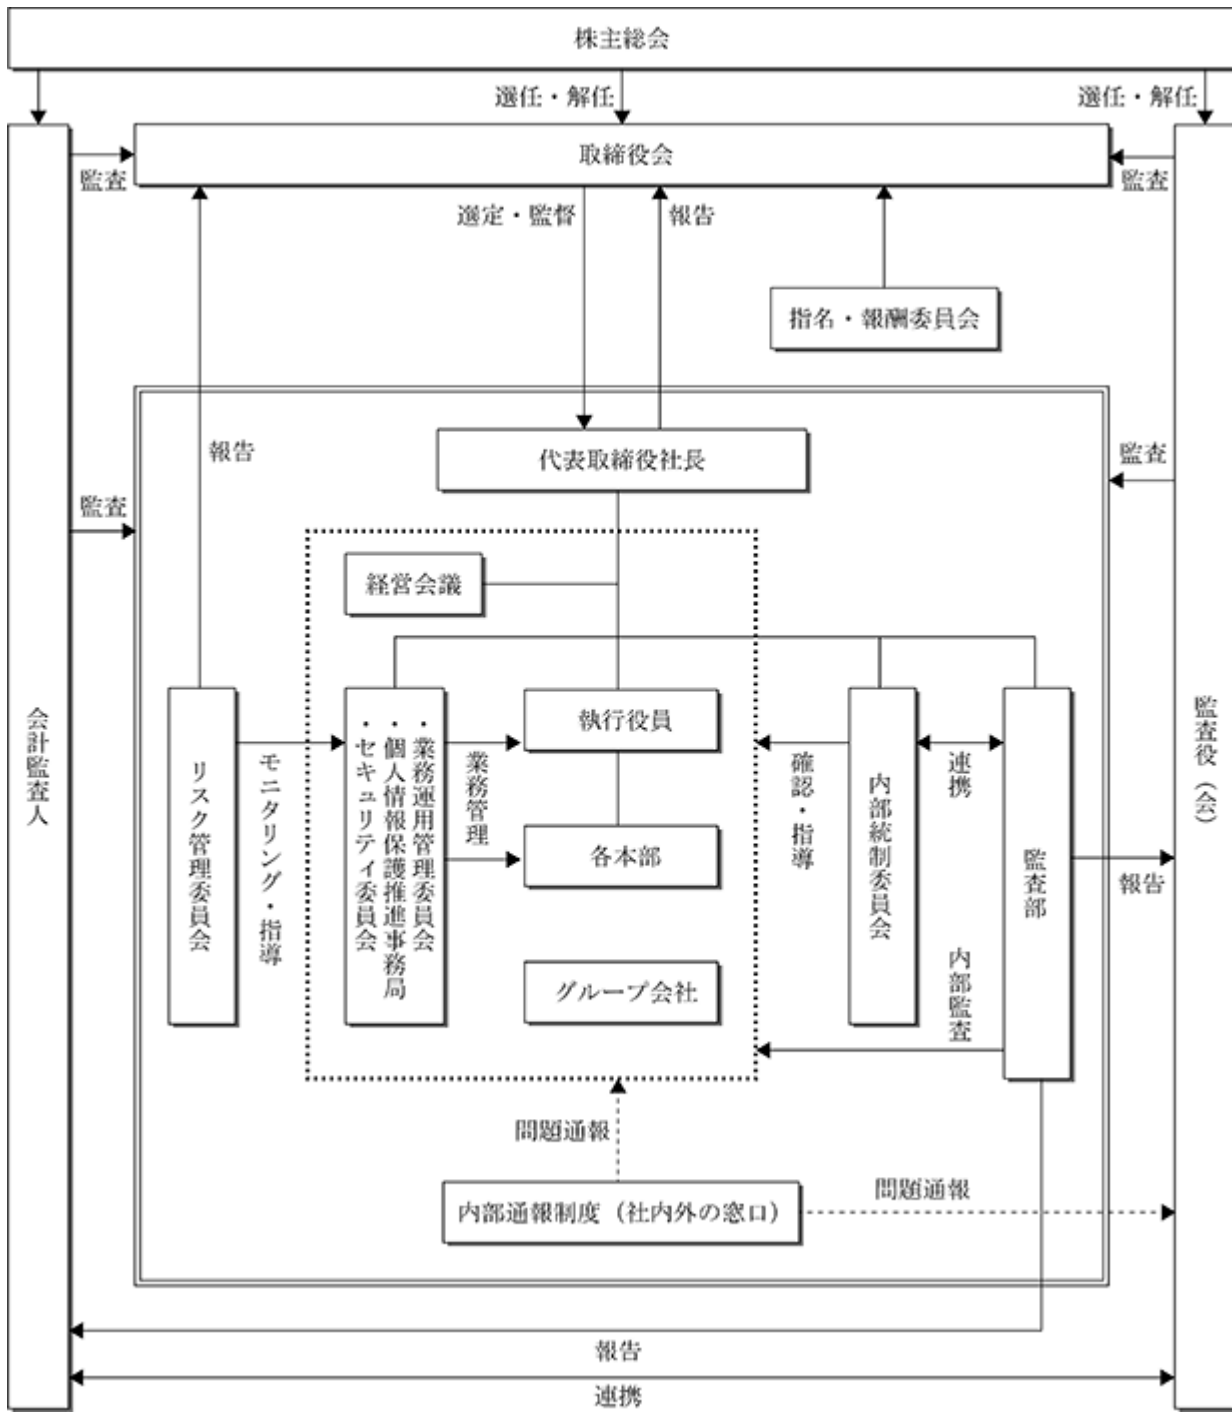 株主総会
選任・解任
選任・解任
取締役会
監査
監査
選定・監督
報告
指名・報酬委員会
報告
代表取締役社長
監査
監査
経営会議
会計監査人
リスク管理委員会
モニタリング・指導
・業務運用管理委員会
・個人情報保護推進事務局
・セキュリティ委員会
業務管理
執行役員
各本部
グループ会社
確認・指導
内部統制委員会
連携
内部監査
監査部
報告
監査役（会）
問題通報
内部通報制度（社内外の窓口）
問題通報
報告
連携